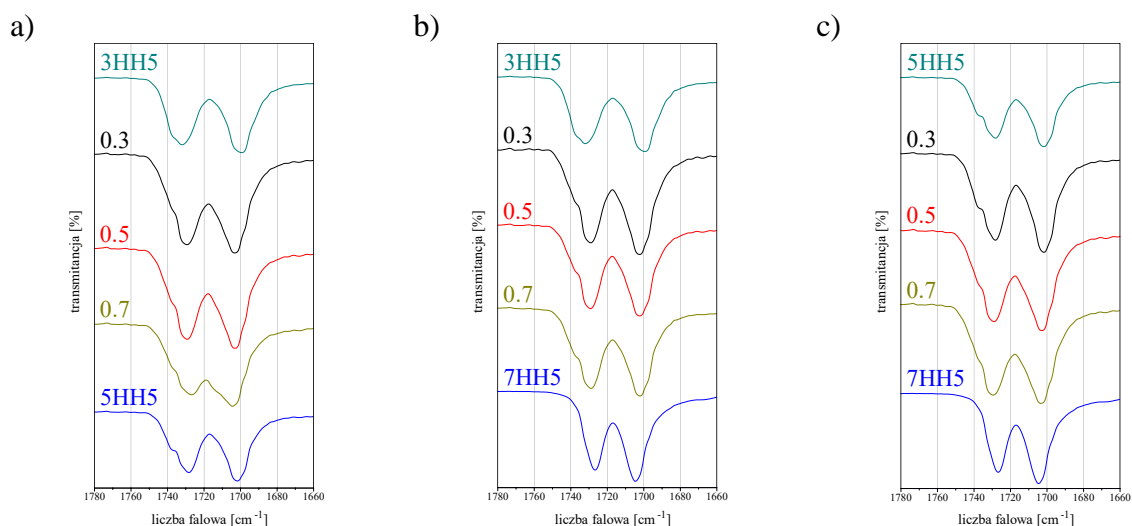 a)
3HH5
0.3
0.5
0.7
5HH5
transmitancja [%]
1780 1760 1740 1720 1700 1680 1660
liczba falowa [cm⁻¹]
b)
3HH5
0.3
0.5
0.7
7HH5
transmitancja [%]
1780 1760 1740 1720 1700 1680 1660
liczba falowa [cm⁻¹]
c)
5HH5
0.3
0.5
0.7
7HH5
transmitancja [%]
1780 1760 1740 1720 1700 1680 1660
liczba falowa [cm⁻¹]